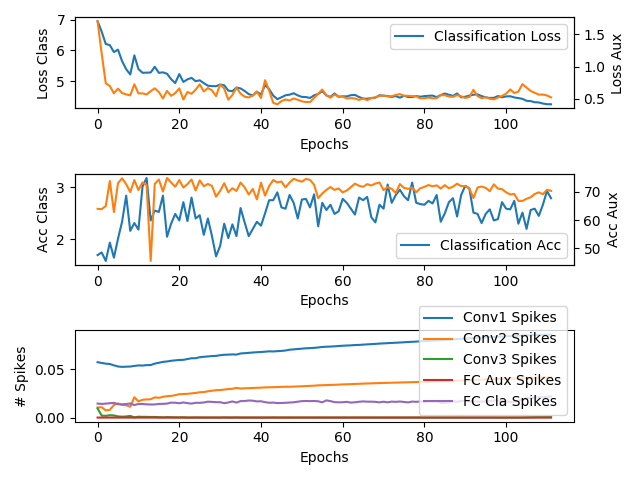 7
6
5
Loss Class
Classification Loss
1.5
1.0
0.5
Loss Aux
0 20 40 60 80 100
Epochs
3
2
Acc Class
Classification Acc
70
60
50
Acc Aux
0 20 40 60 80 100
Epochs
0.05
0.00
# Spikes
Conv1 Spikes
Conv2 Spikes
Conv3 Spikes
FC Aux Spikes
FC Cla Spikes
0 20 40 60 80 100
Epochs